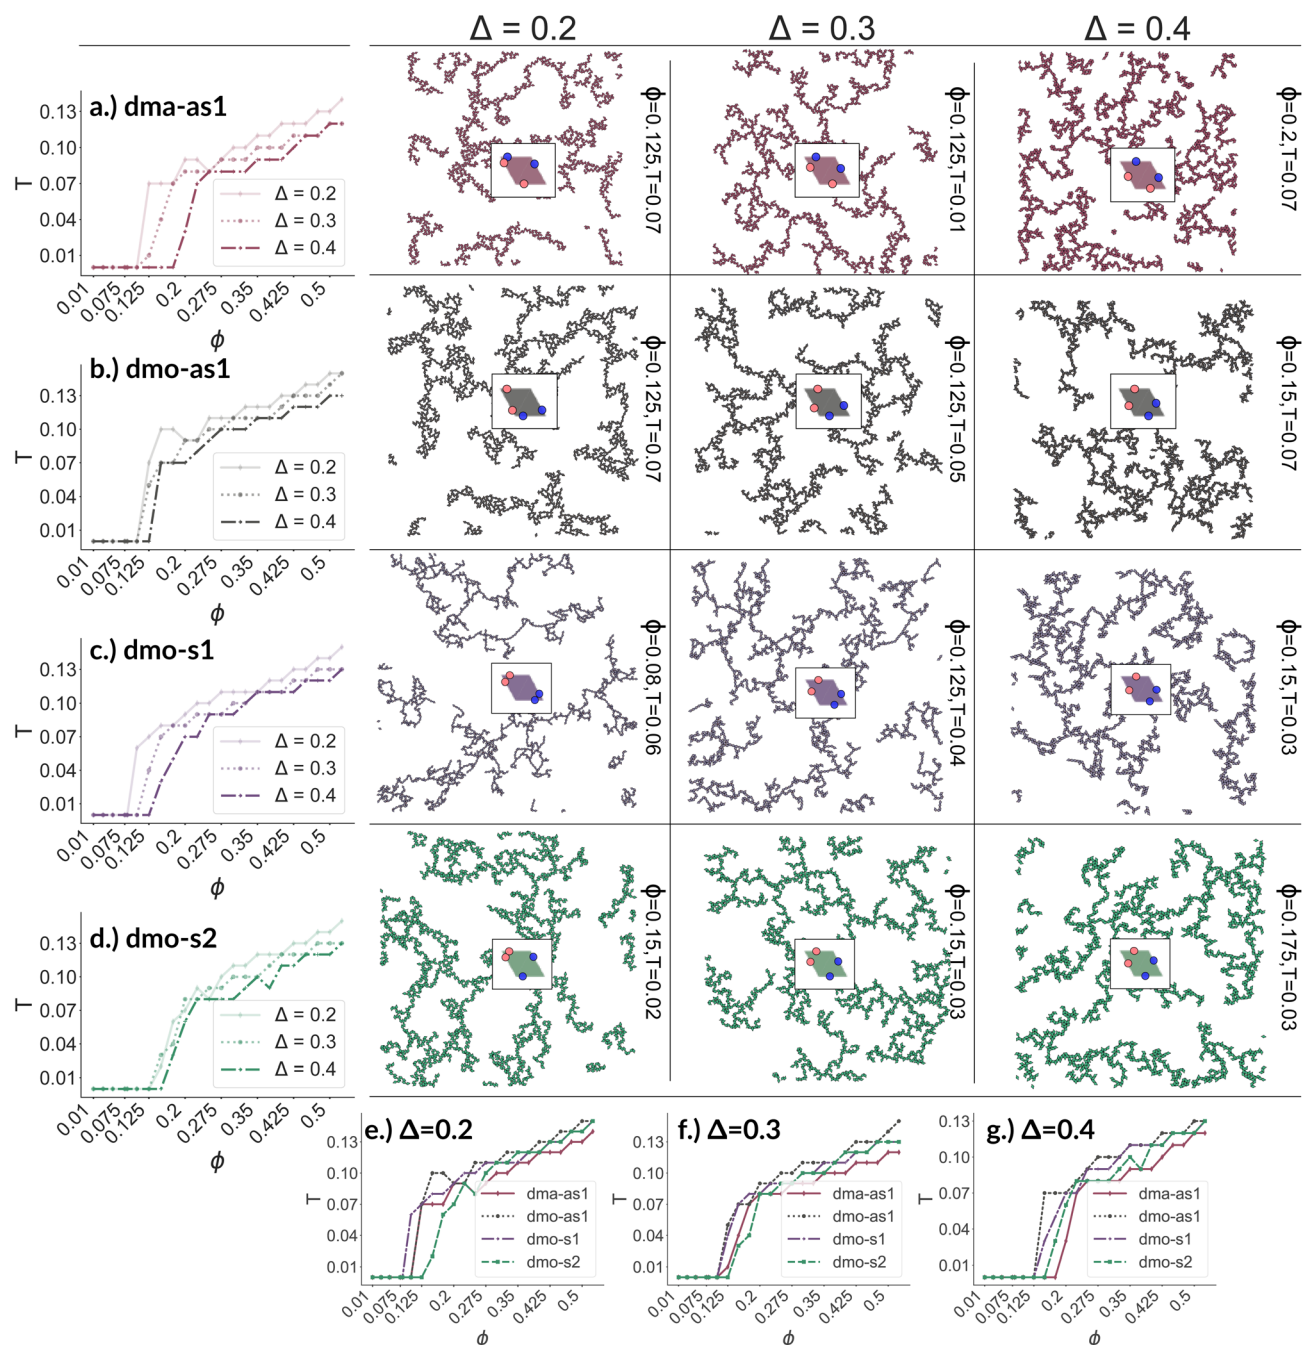 Δ = 0.2
Δ = 0.3
Δ = 0.4
a.) dma-as1
T
0.13
0.10
0.07
0.04
0.01
Δ = 0.2
Δ = 0.3
Δ = 0.4
0.01
0.075
0.125
0.2
0.275
0.35
0.425
0.5
ϕ
ϕ=0.125,T=0.07
ϕ=0.125,T=0.01
ϕ=0.2,T=0.07
b.) dmo-as1
T
0.13
0.10
0.07
0.04
0.01
Δ = 0.2
Δ = 0.3
Δ = 0.4
0.01
0.075
0.125
0.2
0.275
0.35
0.425
0.5
ϕ
ϕ=0.125,T=0.07
ϕ=0.125,T=0.05
ϕ=0.15,T=0.07
c.) dmo-s1
T
0.13
0.10
0.07
0.04
0.01
Δ = 0.2
Δ = 0.3
Δ = 0.4
0.01
0.075
0.125
0.2
0.275
0.35
0.425
0.5
ϕ
ϕ=0.08,T=0.06
ϕ=0.125,T=0.04
ϕ=0.15,T=0.03
d.) dmo-s2
T
0.13
0.10
0.07
0.04
0.01
Δ = 0.2
Δ = 0.3
Δ = 0.4
0.01
0.075
0.125
0.2
0.275
0.35
0.425
0.5
ϕ
ϕ=0.15,T=0.02
ϕ=0.15,T=0.03
ϕ=0.175,T=0.03
e.) Δ=0.2
T
0.13
0.10
0.07
0.04
0.01
dma-as1
dmo-as1
dmo-s1
dmo-s2
0.01
0.075
0.125
0.2
0.275
0.35
0.425
0.5
ϕ
f.) Δ=0.3
T
0.13
0.10
0.07
0.04
0.01
dma-as1
dmo-as1
dmo-s1
dmo-s2
0.01
0.075
0.125
0.2
0.275
0.35
0.425
0.5
ϕ
g.) Δ=0.4
T
0.13
0.10
0.07
0.04
0.01
dma-as1
dmo-as1
dmo-s1
dmo-s2
0.01
0.075
0.125
0.2
0.275
0.35
0.425
0.5
ϕ